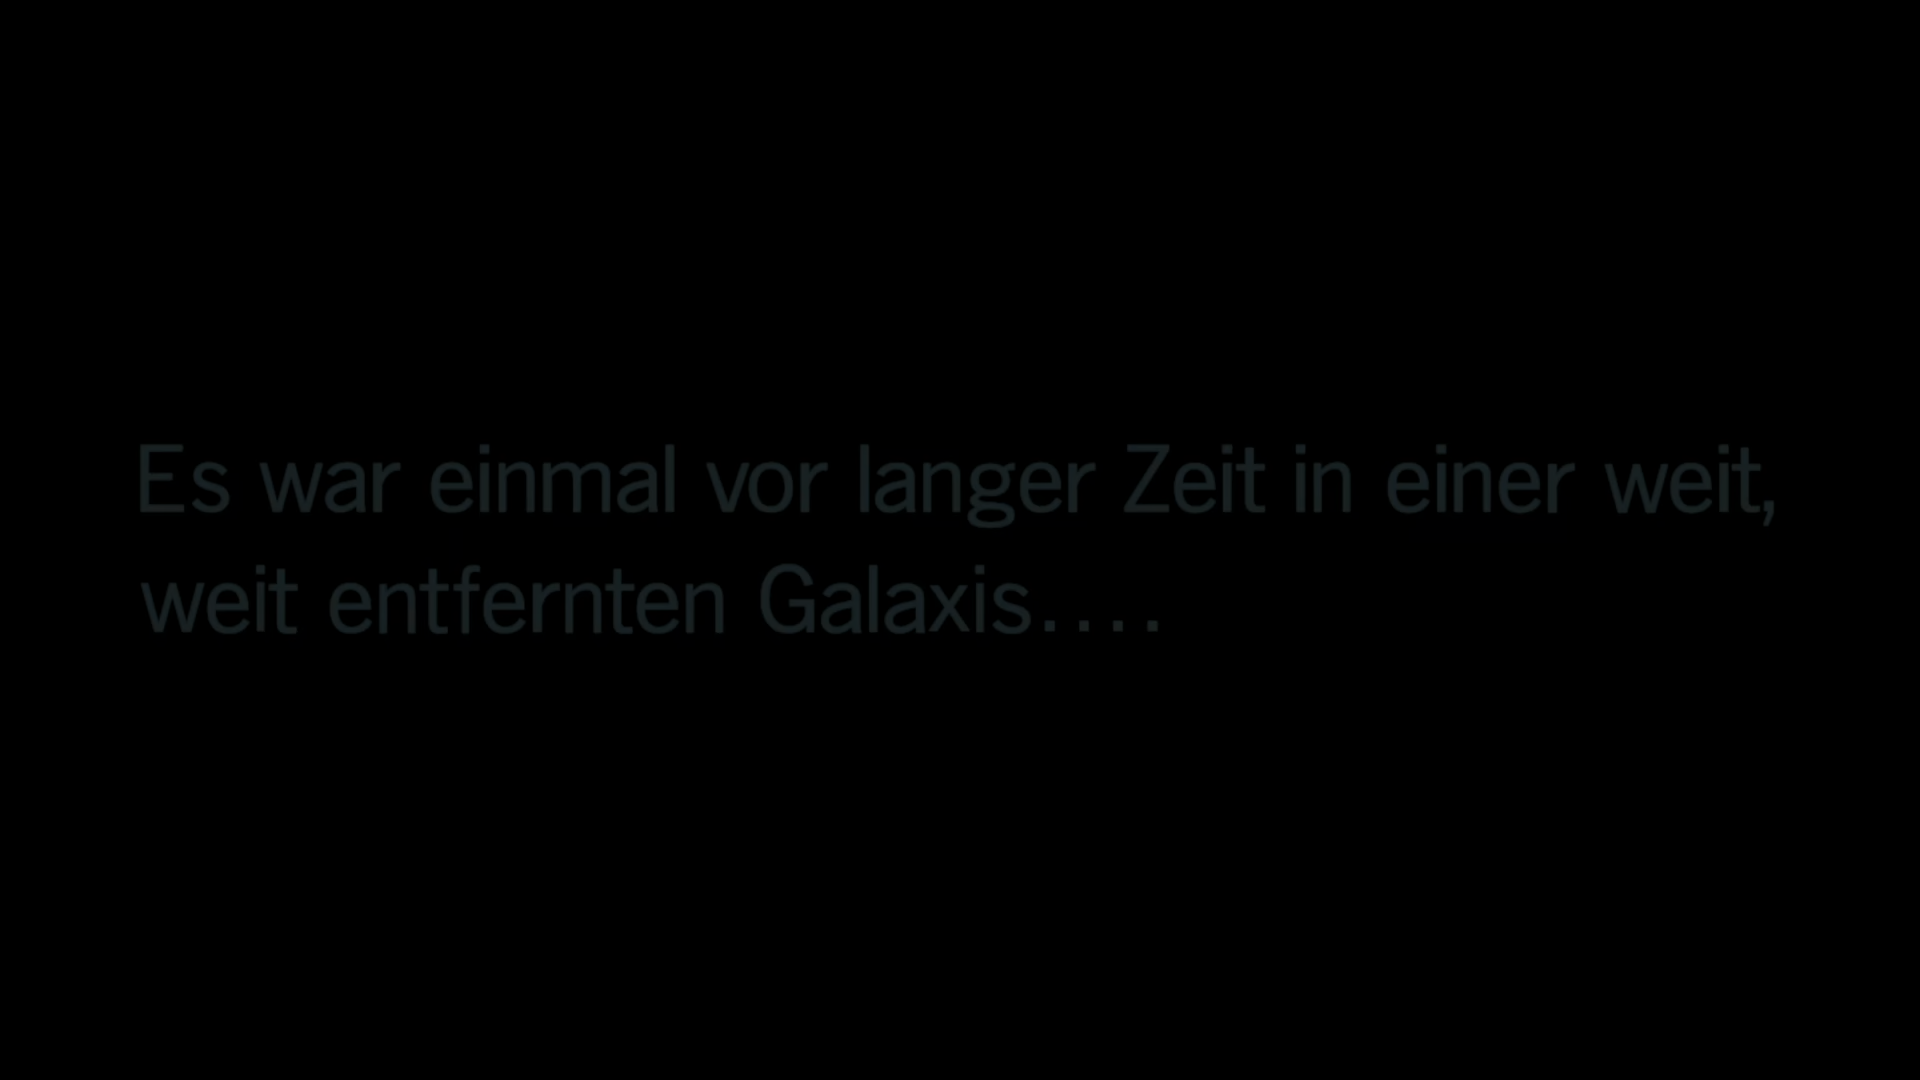 Es war einmal vor langer Zeit in einer weit,
weit entfernten Galaxis....